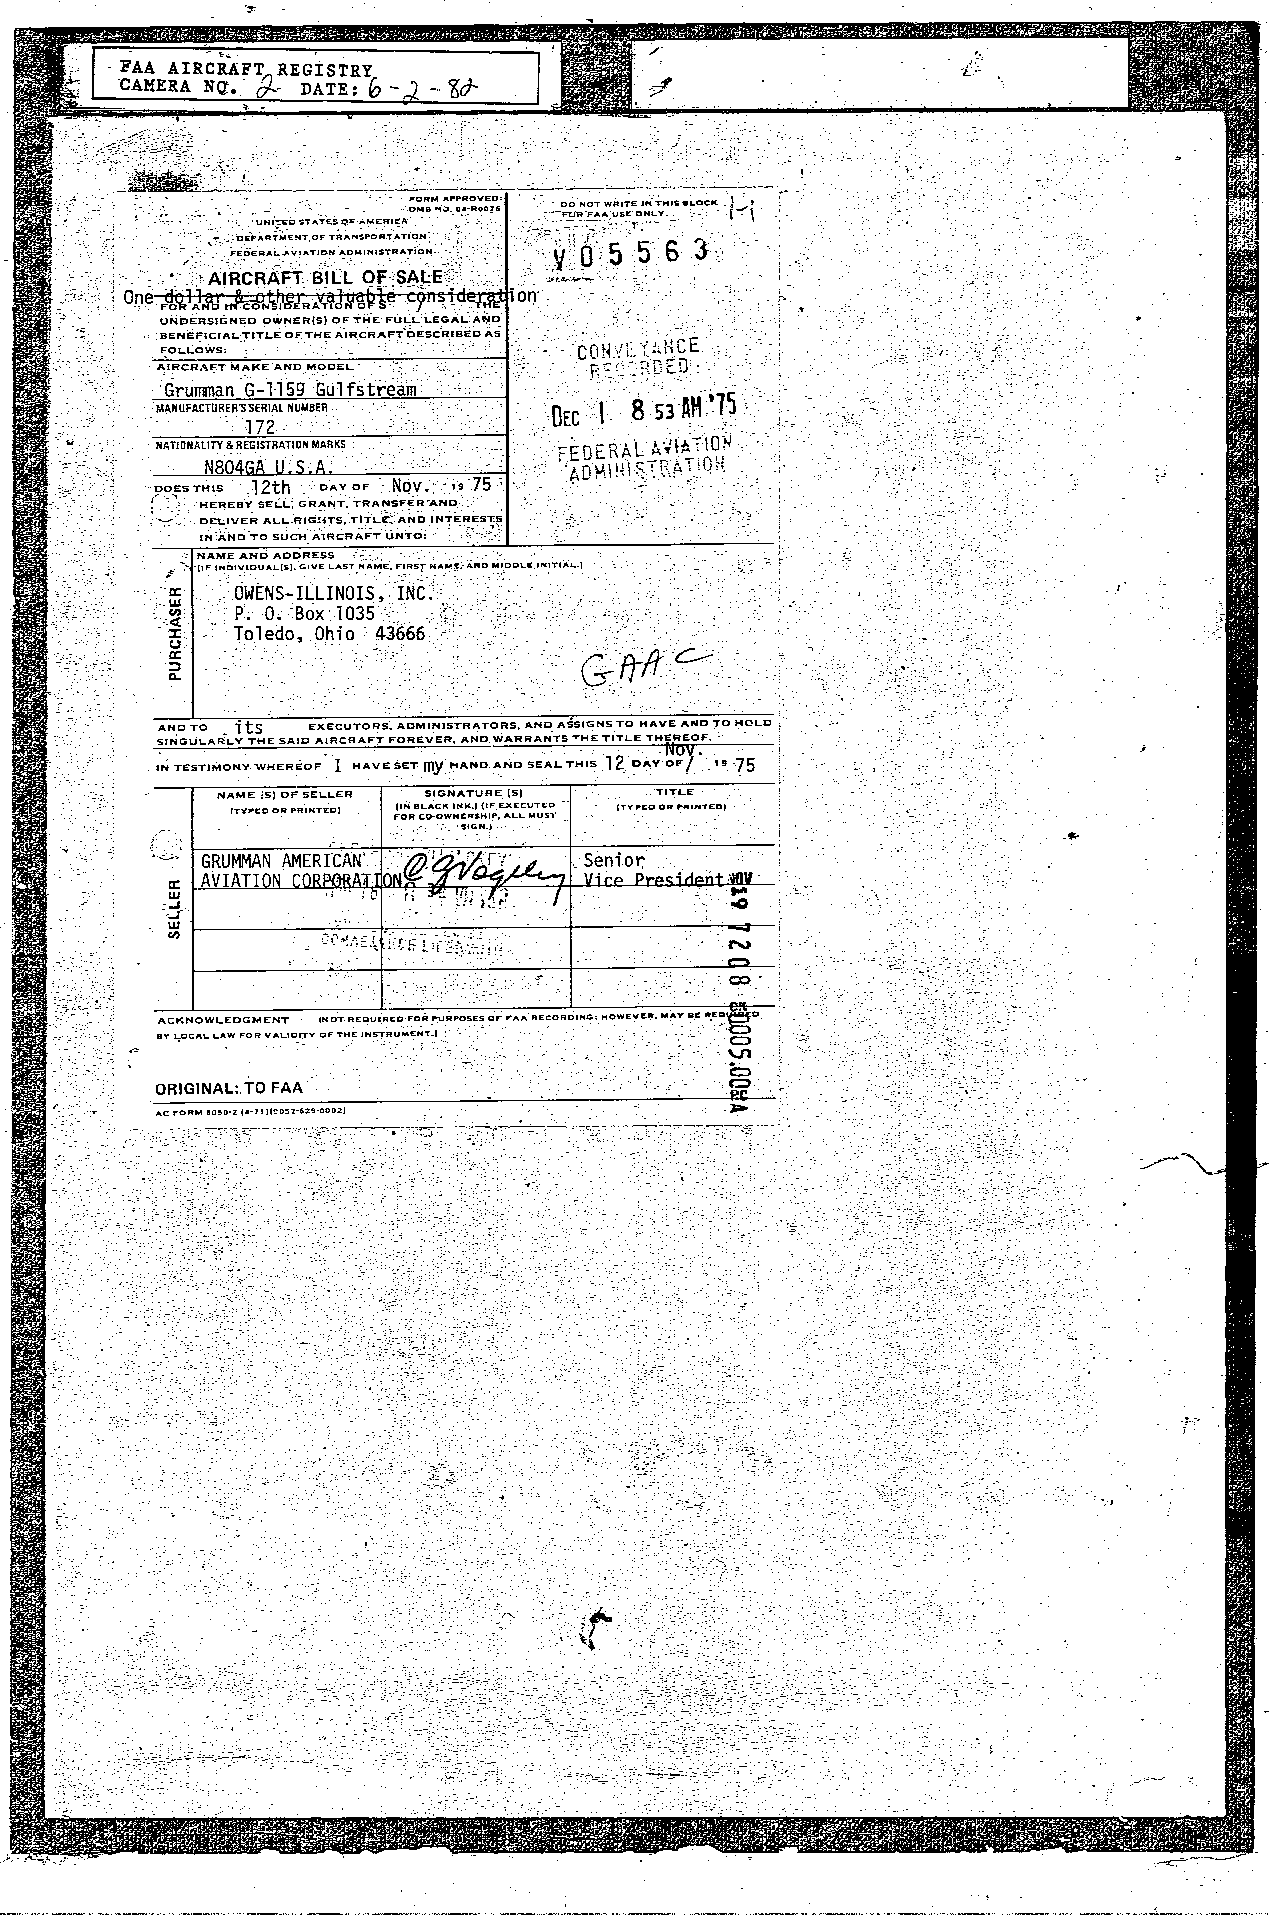 FAA AIRCRAFT REGISTRY
CAMERA NO. 2 DATE: 6-2-82
FORM APPROVED:
OMB NO. 04-R0076
UNITED STATES OF AMERICA
DEPARTMENT OF TRANSPORTATION
FEDERAL AVIATION ADMINISTRATION
AIRCRAFT BILL OF SALE
One dollar & other valuable consideration
FOR AND IN CONSIDERATION OF $ THE
UNDERSIGNED OWNER(S) OF THE FULL LEGAL AND
BENEFICIAL TITLE OF THE AIRCRAFT DESCRIBED AS
FOLLOWS:
AIRCRAFT MAKE AND MODEL
Grumman G-1159 Gulfstream
MANUFACTURER'S SERIAL NUMBER
172
NATIONALITY & REGISTRATION MARKS
N804GA U.S.A.
DOES THIS 12th DAY OF Nov. 19 75
HEREBY SELL, GRANT, TRANSFER AND
DELIVER ALL RIGHTS, TITLE, AND INTERESTS
IN AND TO SUCH AIRCRAFT UNTO:
DO NOT WRITE IN THIS BLOCK
FOR FAA USE ONLY
V05563
CONVEYANCE
RECORDED
DEC 1 8 53 AM '75
FEDERAL AVIATION
ADMINISTRATION
PURCHASER
NAME AND ADDRESS
(IF INDIVIDUAL(S), GIVE LAST NAME, FIRST NAME, AND MIDDLE INITIAL.)
OWENS-ILLINOIS, INC.
P. O. Box 1035
Toledo, Ohio 43666
GAAC
AND TO its EXECUTORS, ADMINISTRATORS, AND ASSIGNS TO HAVE AND TO HOLD
SINGULARLY THE SAID AIRCRAFT FOREVER, AND WARRANTS THE TITLE THEREOF.
Nov.
IN TESTIMONY WHEREOF I HAVE SET my HAND AND SEAL THIS 12 DAY OF / 19 75
SELLER
NAME (S) OF SELLER
(TYPED OR PRINTED)
SIGNATURE (S)
(IN BLACK INK.) (IF EXECUTED
FOR CO-OWNERSHIP, ALL MUST
SIGN.)
TITLE
(TYPED OR PRINTED)
GRUMMAN AMERICAN
AVIATION CORPORATION
Senior
Vice President
ACKNOWLEDGMENT (NOT REQUIRED FOR PURPOSES OF FAA RECORDING: HOWEVER, MAY BE REQUIRED
BY LOCAL LAW FOR VALIDITY OF THE INSTRUMENT.)
ORIGINAL: TO FAA
AC FORM 8050-2 (4-71)(0052-629-0002)